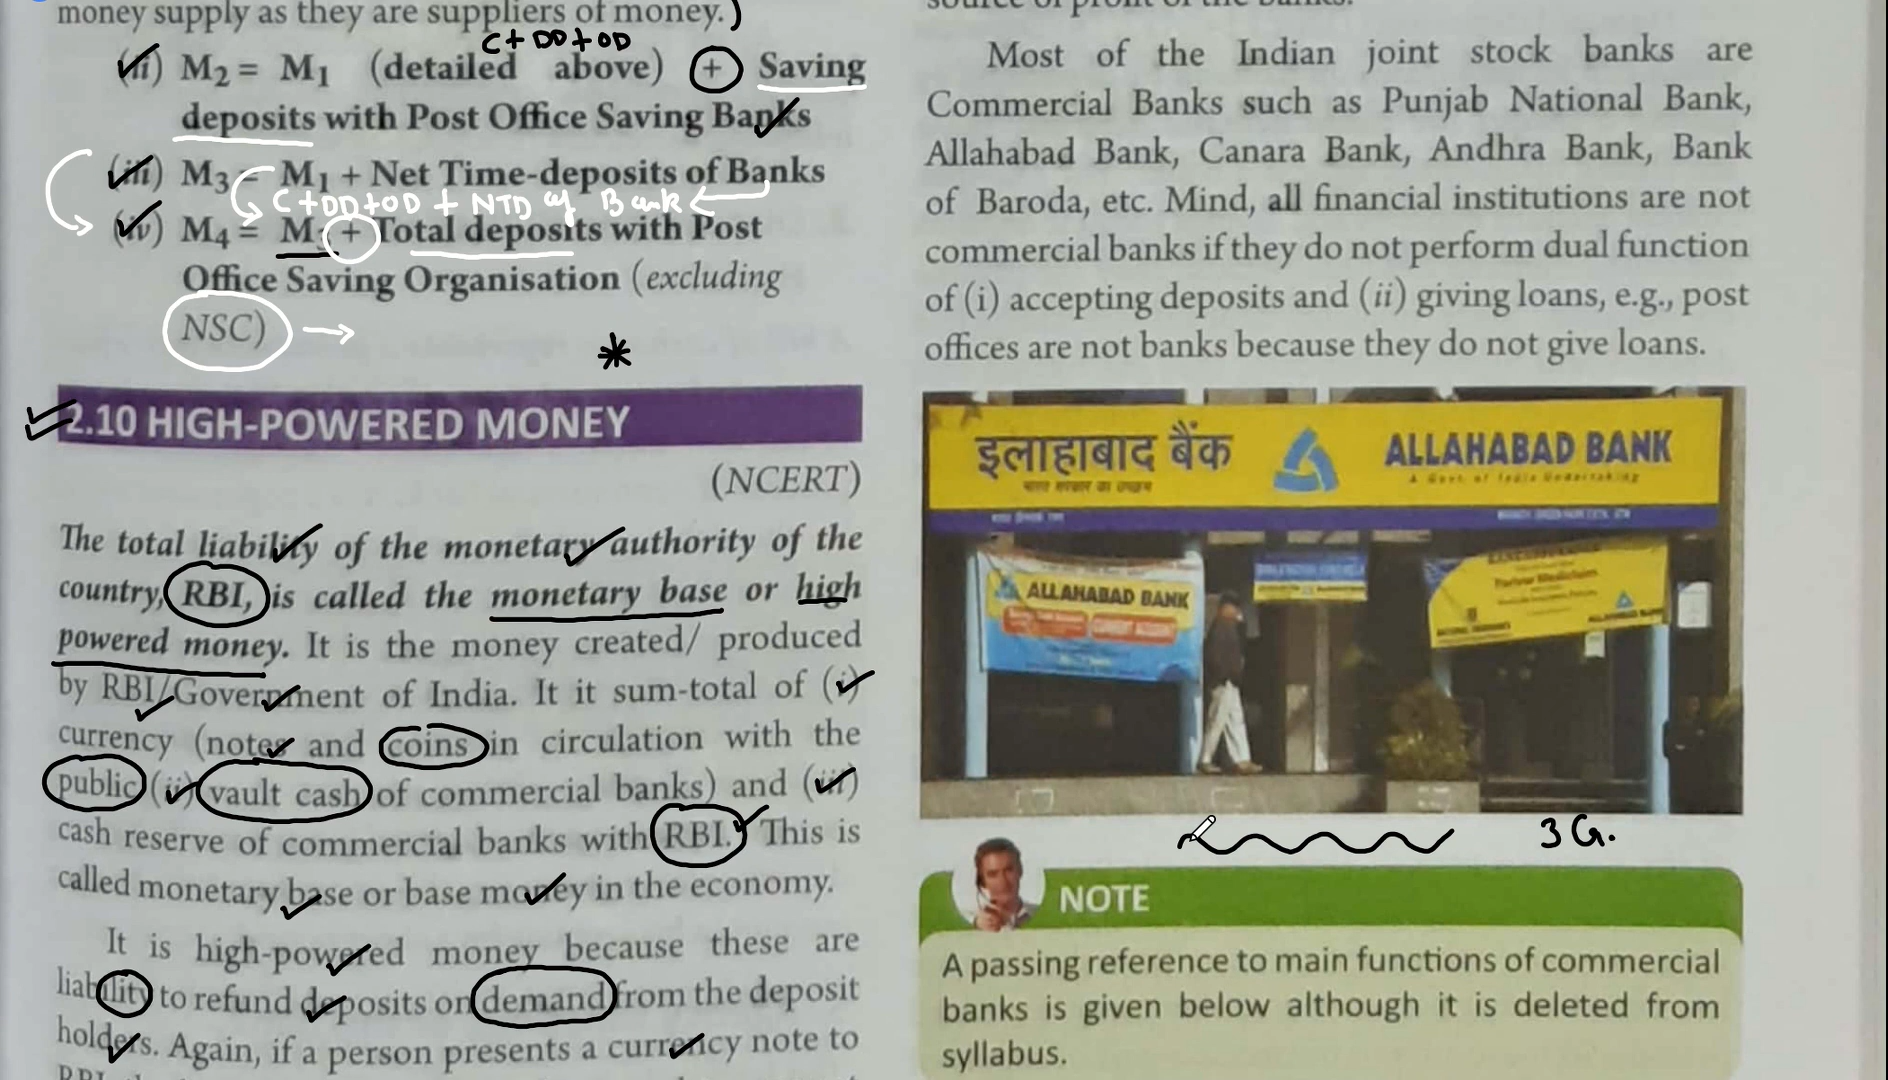 money supply as they are suppliers of money.)
C + DD + OD
(ii) M₂ = M₁ (detailed above) + Saving
deposits with Post Office Saving Banks
(iii) M₃ = M₁ + Net Time-deposits of Banks
C + DD + OD + NTD of Bank
(iv) M₄ = M₃ + Total deposits with Post
Office Saving Organisation (excluding
NSC) →
*
2.10 HIGH-POWERED MONEY
(NCERT)
The total liability of the monetary authority of the
country, RBI, is called the monetary base or high
powered money. It is the money created/ produced
by RBI/Government of India. It it sum-total of (i)
currency (notes and coins in circulation with the
public (ii) vault cash of commercial banks) and (iii)
cash reserve of commercial banks with RBI. This is
called monetary base or base money in the economy.
It is high-powered money because these are
liability to refund deposits on demand from the deposit
holders. Again, if a person presents a currency note to
Most of the Indian joint stock banks are
Commercial Banks such as Punjab National Bank,
Allahabad Bank, Canara Bank, Andhra Bank, Bank
of Baroda, etc. Mind, all financial institutions are not
commercial banks if they do not perform dual function
of (i) accepting deposits and (ii) giving loans, e.g., post
offices are not banks because they do not give loans.
इलाहाबाद बैंक ALLAHABAD BANK
भारत सरकार का उपक्रम A Govt. of India Undertaking
ALLAHABAD BANK
3 G.
NOTE
A passing reference to main functions of commercial
banks is given below although it is deleted from
syllabus.